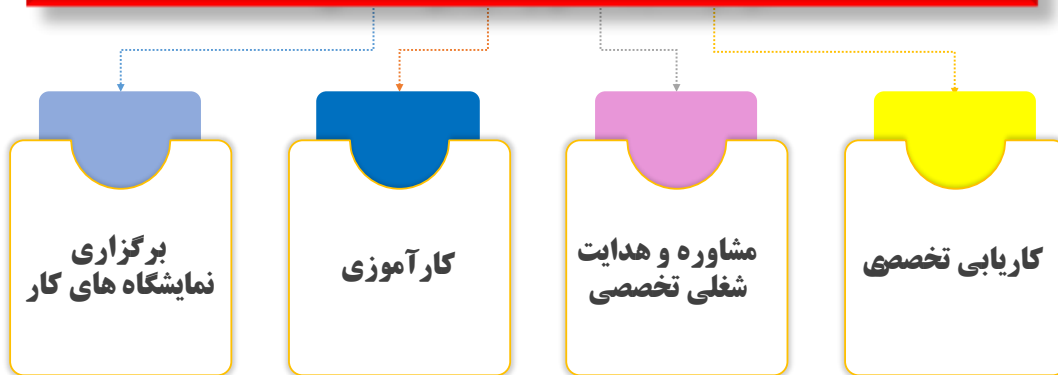 کاریابی تخصصی
مشاوره و هدایت
شغلی تخصصی
کارآموزی
برگزاری
نمایشگاه های کار